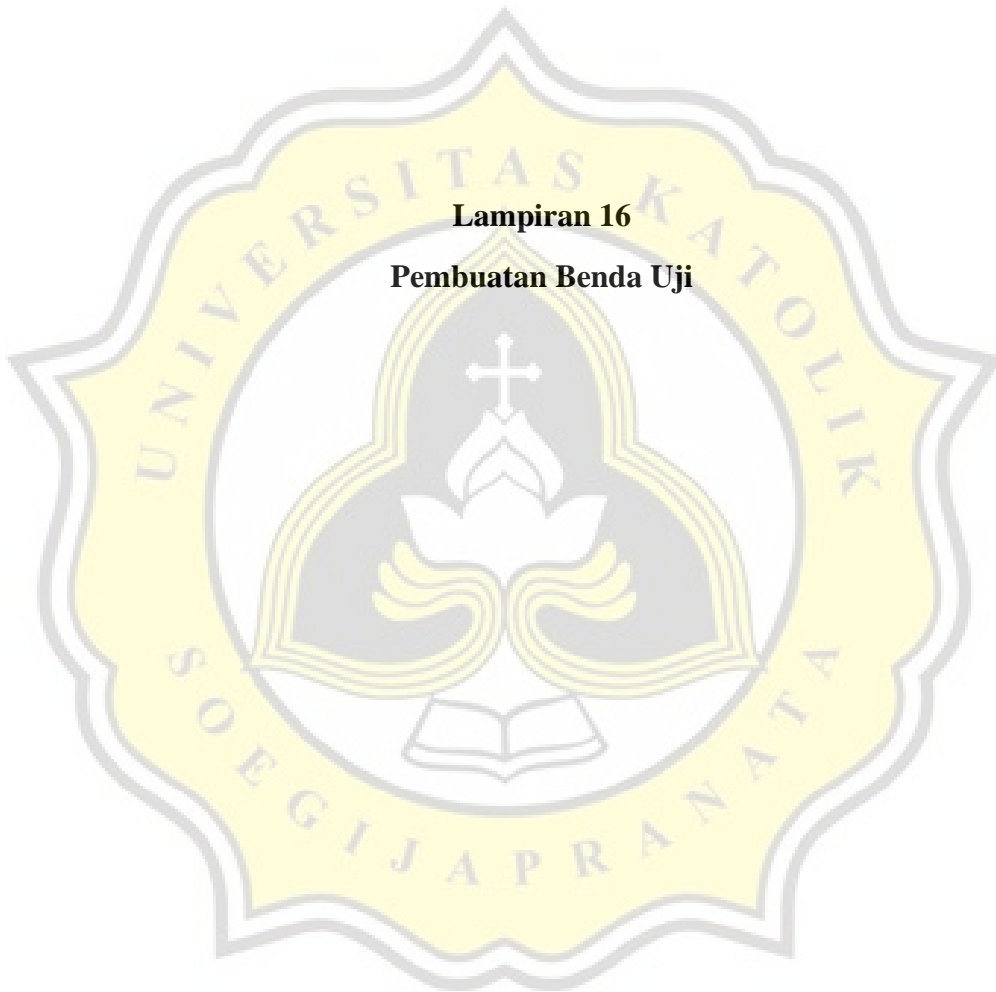 Lampiran 16
Pembuatan Benda Uji
UNIVERSITAS KATOLIK
SOEGIJAPRANATA